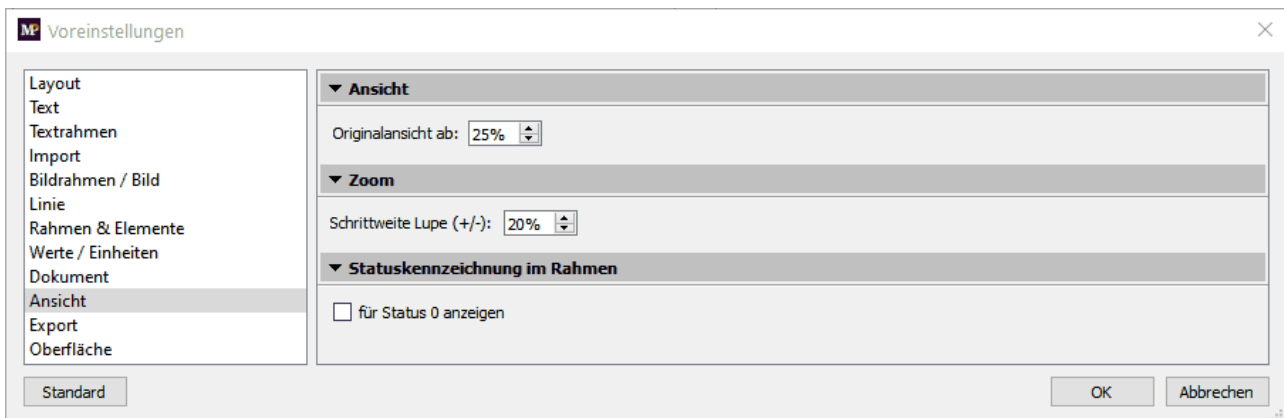 MP Voreinstellungen
Layout
Text
Textrahmen
Import
Bildrahmen / Bild
Linie
Rahmen & Elemente
Werte / Einheiten
Dokument
Ansicht
Export
Oberfläche
Ansicht
Originalansicht ab: 25%
Zoom
Schrittweite Lupe (+/-): 20%
Statuskennzeichnung im Rahmen
für Status 0 anzeigen
Standard
OK
Abbrechen